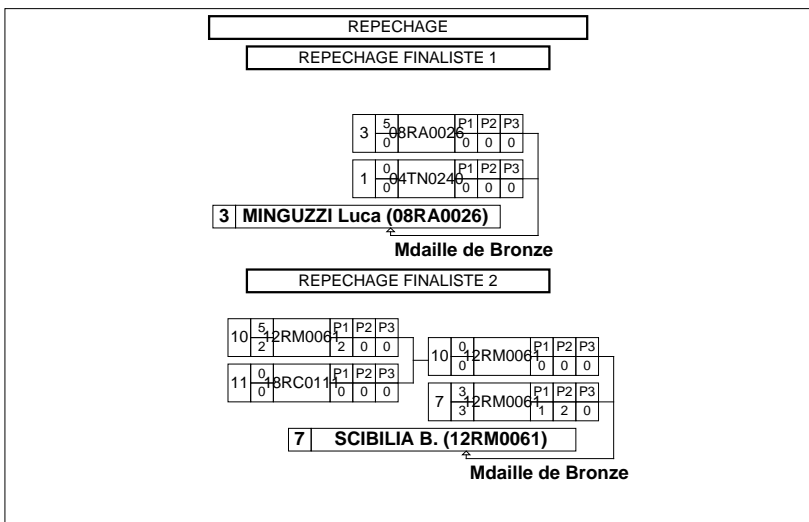 REPECHAGE
REPECHAGE FINALISTE 1
3 5 08RA0026 P1 P2 P3
0 0 0 0
1 0 04TN0240 P1 P2 P3
0 0 0 0
3 MINGUZZI Luca (08RA0026)
Mdaille de Bronze
REPECHAGE FINALISTE 2
10 5 12RM0061 P1 P2 P3
2 2 0 0
10 0 12RM0061 P1 P2 P3
0 0 0 0
11 0 18RC0111 P1 P2 P3
0 0 0 0
7 3 12RM0061 P1 P2 P3
3 1 2 0
7 SCIBILIA B. (12RM0061)
Mdaille de Bronze